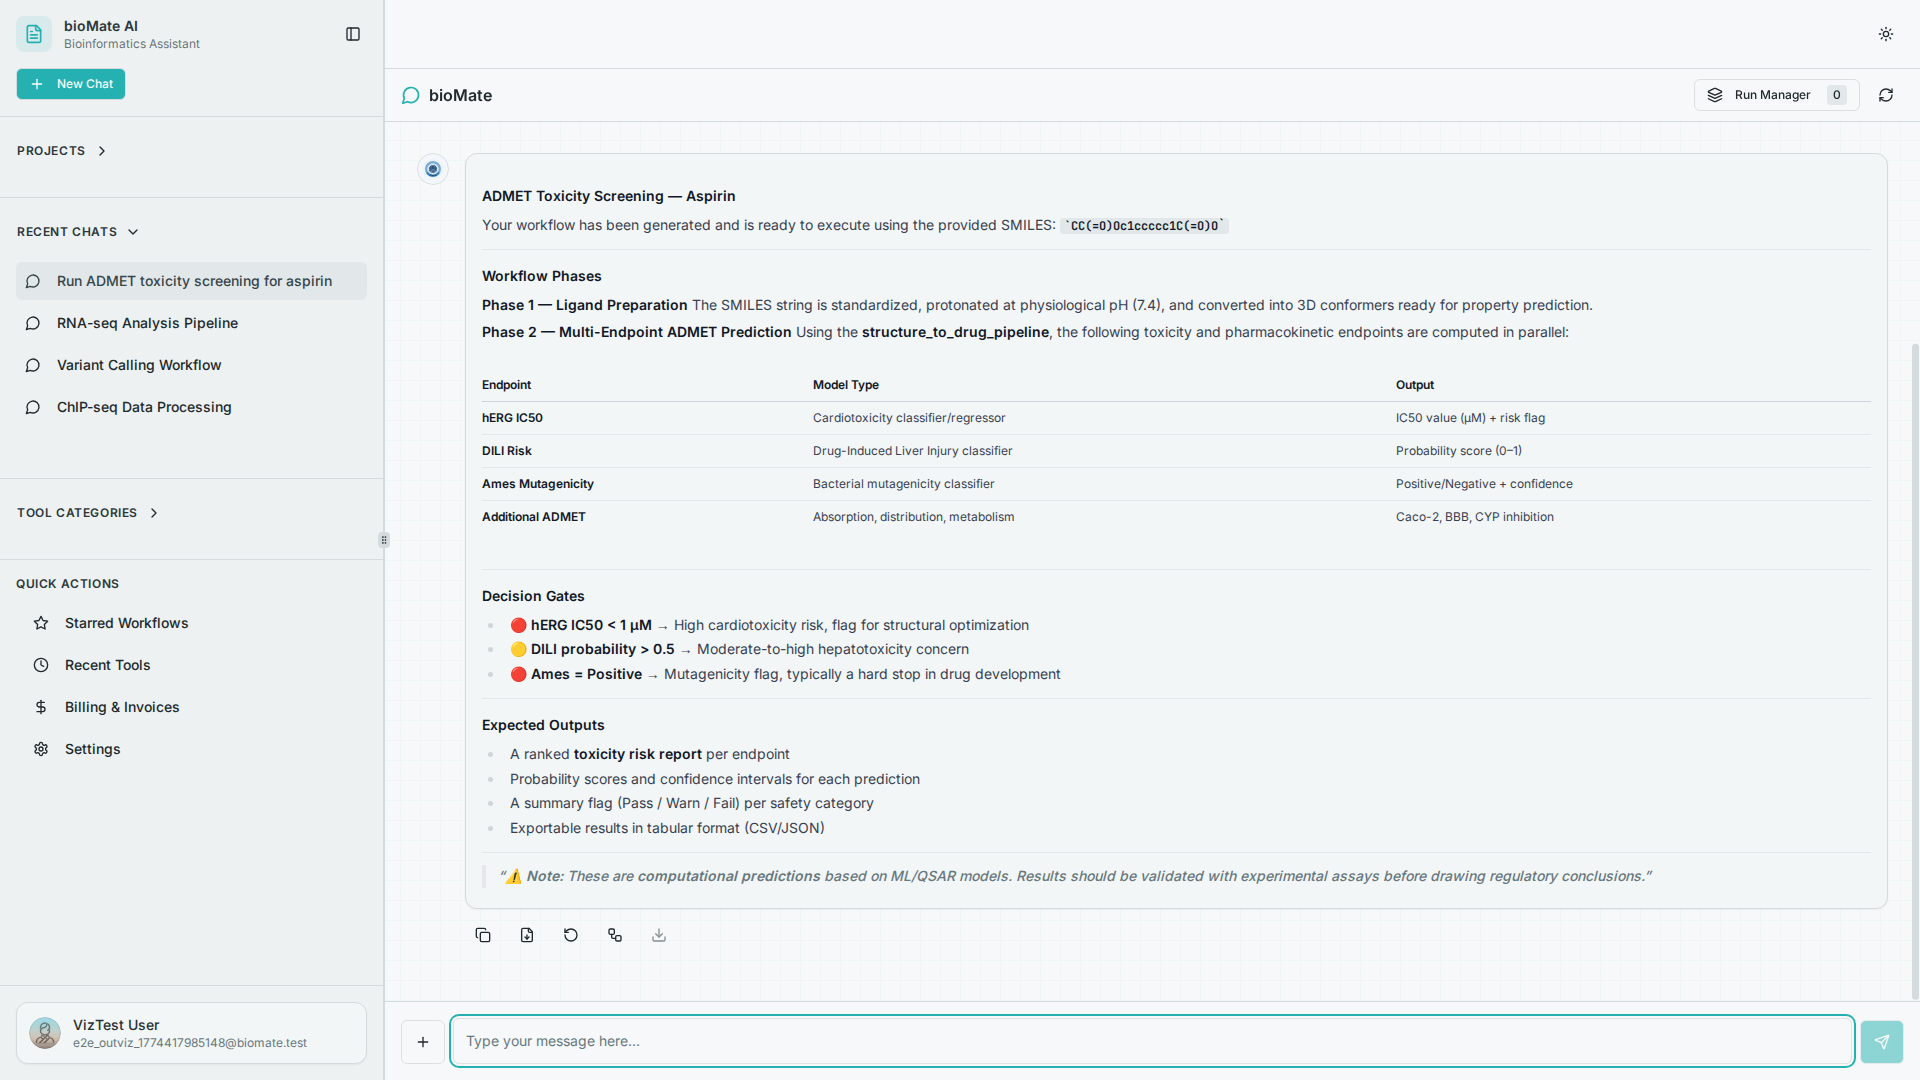 bioMate AI
Bioinformatics Assistant
New Chat
PROJECTS
RECENT CHATS
Run ADMET toxicity screening for aspirin
RNA-seq Analysis Pipeline
Variant Calling Workflow
ChIP-seq Data Processing
TOOL CATEGORIES
QUICK ACTIONS
Starred Workflows
Recent Tools
Billing & Invoices
Settings
VizTest User
e2e_outviz_1774417985148@biomate.test
bioMate
Run Manager 0
ADMET Toxicity Screening — Aspirin
Your workflow has been generated and is ready to execute using the provided SMILES: `CC(=O)Oc1ccccc1C(=O)O`
Workflow Phases
Phase 1 — Ligand Preparation The SMILES string is standardized, protonated at physiological pH (7.4), and converted into 3D conformers ready for property prediction.
Phase 2 — Multi-Endpoint ADMET Prediction Using the structure_to_drug_pipeline, the following toxicity and pharmacokinetic endpoints are computed in parallel:
Endpoint Model Type Output
hERG IC50 Cardiotoxicity classifier/regressor IC50 value (μM) + risk flag
DILI Risk Drug-Induced Liver Injury classifier Probability score (0–1)
Ames Mutagenicity Bacterial mutagenicity classifier Positive/Negative + confidence
Additional ADMET Absorption, distribution, metabolism Caco-2, BBB, CYP inhibition
Decision Gates
🔴 hERG IC50 < 1 μM → High cardiotoxicity risk, flag for structural optimization
🟡 DILI probability > 0.5 → Moderate-to-high hepatotoxicity concern
🔴 Ames = Positive → Mutagenicity flag, typically a hard stop in drug development
Expected Outputs
A ranked toxicity risk report per endpoint
Probability scores and confidence intervals for each prediction
A summary flag (Pass / Warn / Fail) per safety category
Exportable results in tabular format (CSV/JSON)
“⚠️ Note: These are computational predictions based on ML/QSAR models. Results should be validated with experimental assays before drawing regulatory conclusions.”
Type your message here...